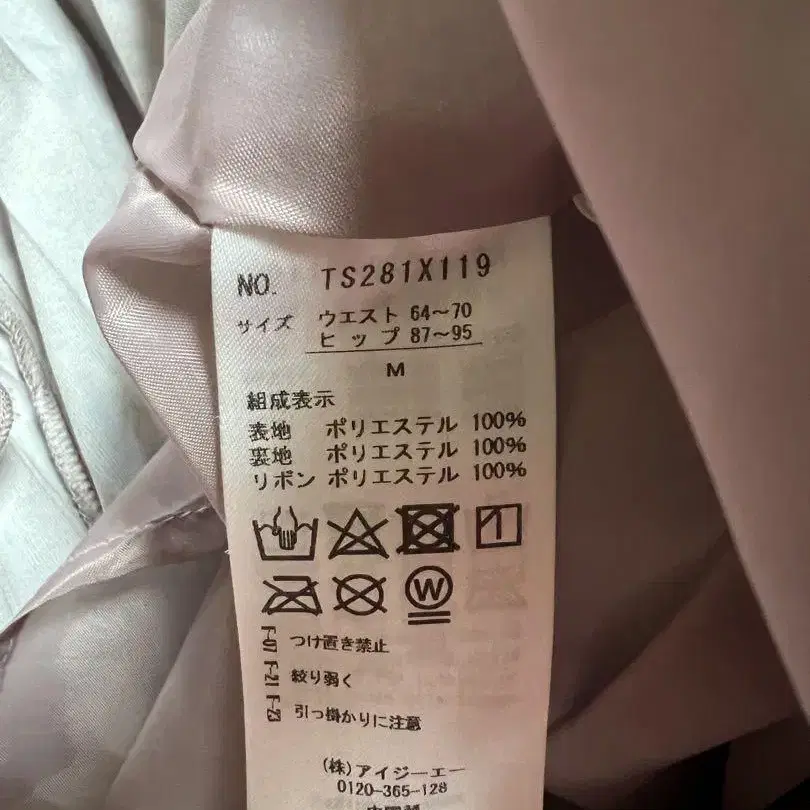 NO. TS281X119
サイズ ウエスト 64～70
ヒップ 87～95
M
組成表示
表地 ポリエステル 100%
裏地 ポリエステル 100%
リボン ポリエステル 100%
W
つけ置き禁止
絞り弱く
引っ掛かりに注意
(株)アイジーエー
0120-365-128